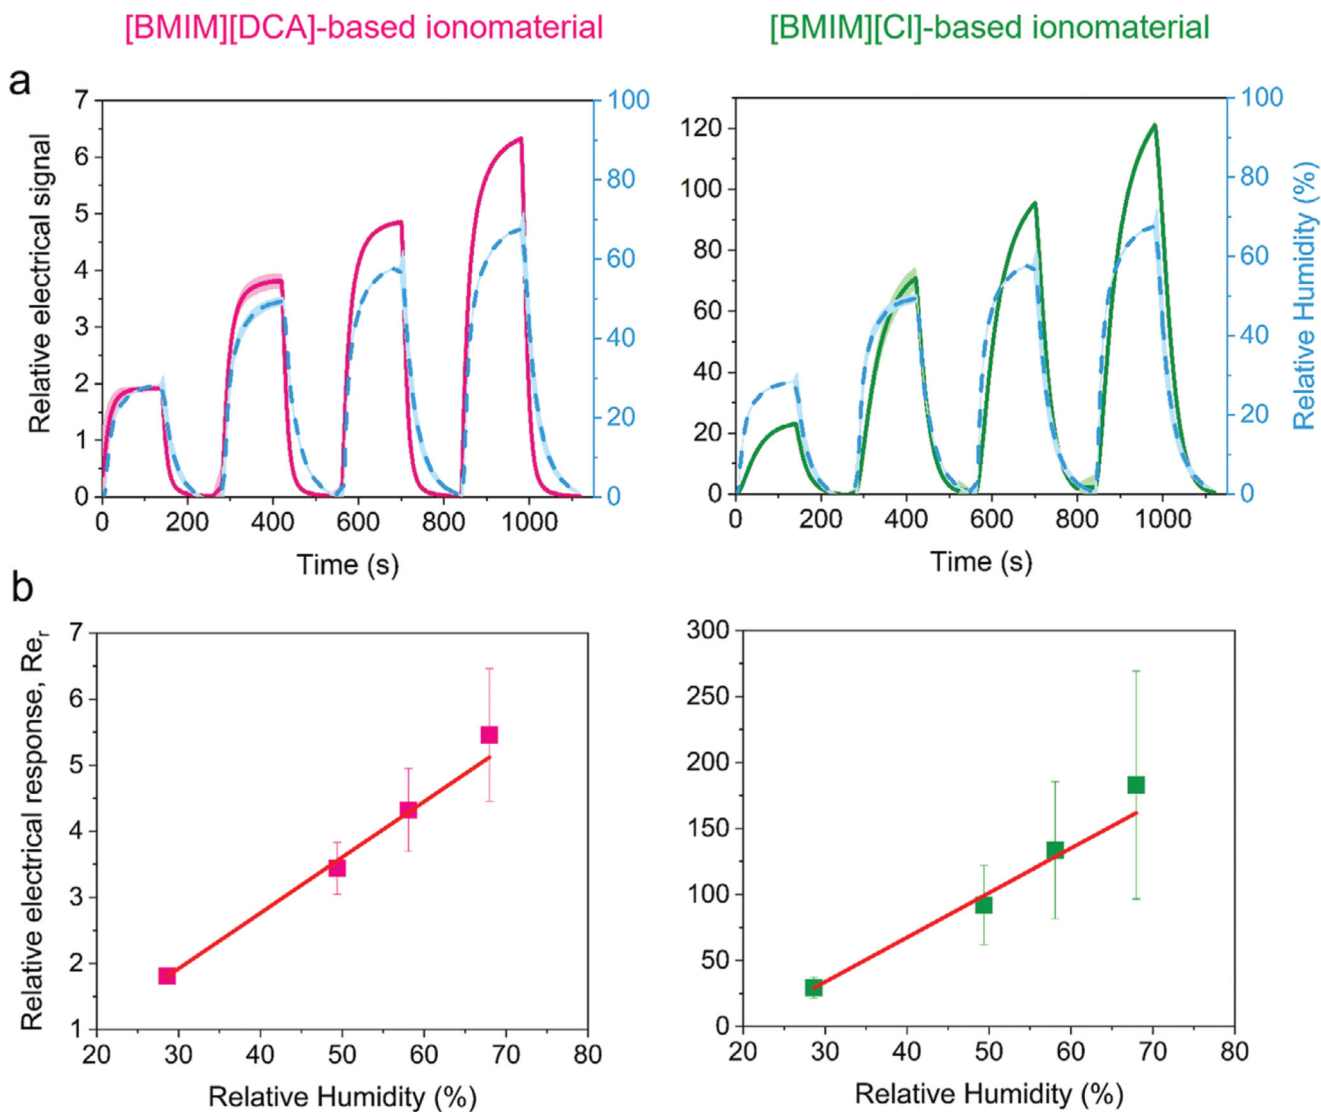 [BMIM][DCA]-based ionomaterial
[BMIM][Cl]-based ionomaterial
a
Relative electrical signal
7
6
5
4
3
2
1
0
100
80
60
40
20
0
0 200 400 600 800 1000
Time (s)
120
100
80
60
40
20
0
100
80
60
40
20
0
Relative Humidity (%)
0 200 400 600 800 1000
Time (s)
b
Relative electrical response, Reᵣ
7
6
5
4
3
2
1
20 30 40 50 60 70 80
Relative Humidity (%)
300
250
200
150
100
50
0
20 30 40 50 60 70 80
Relative Humidity (%)